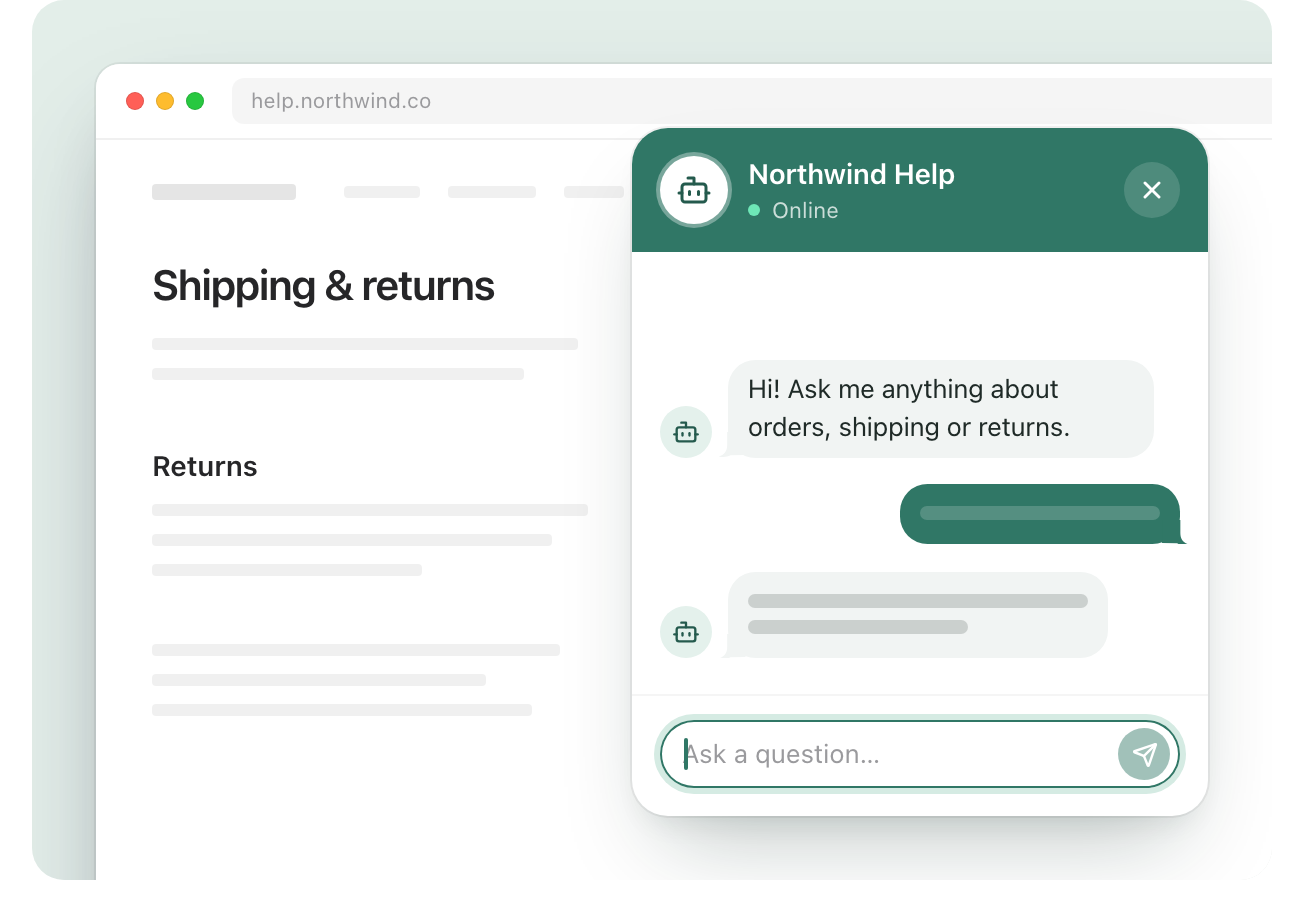 help.northwind.co
Shipping & returns
Returns
Northwind Help
Online
Hi! Ask me anything about
orders, shipping or returns.
Ask a question...